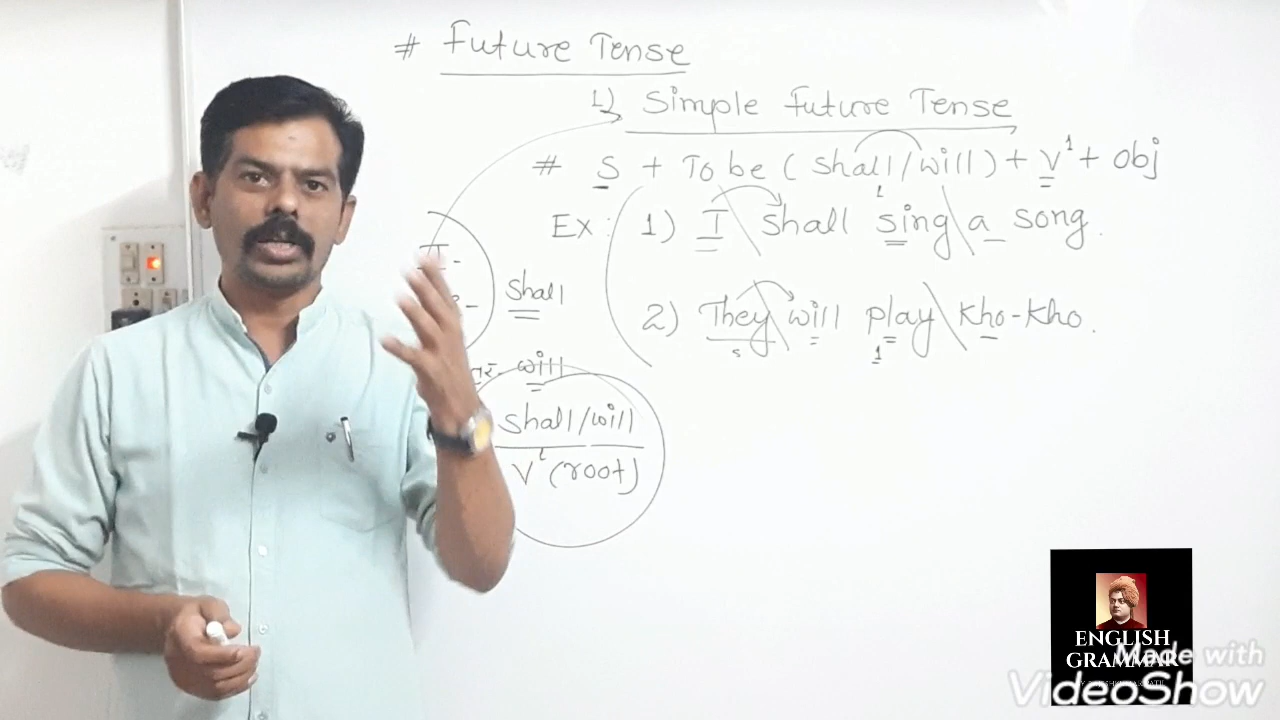 # Future Tense
1) Simple Future Tense
# S + To be (shall/will) + V¹ + obj
Ex: 1) I shall sing a song.
2) They will play kho-kho.
I -
shall
will
shall/will
V¹ (root)
ENGLISH
GRAMMAR
Made with
VideoShow